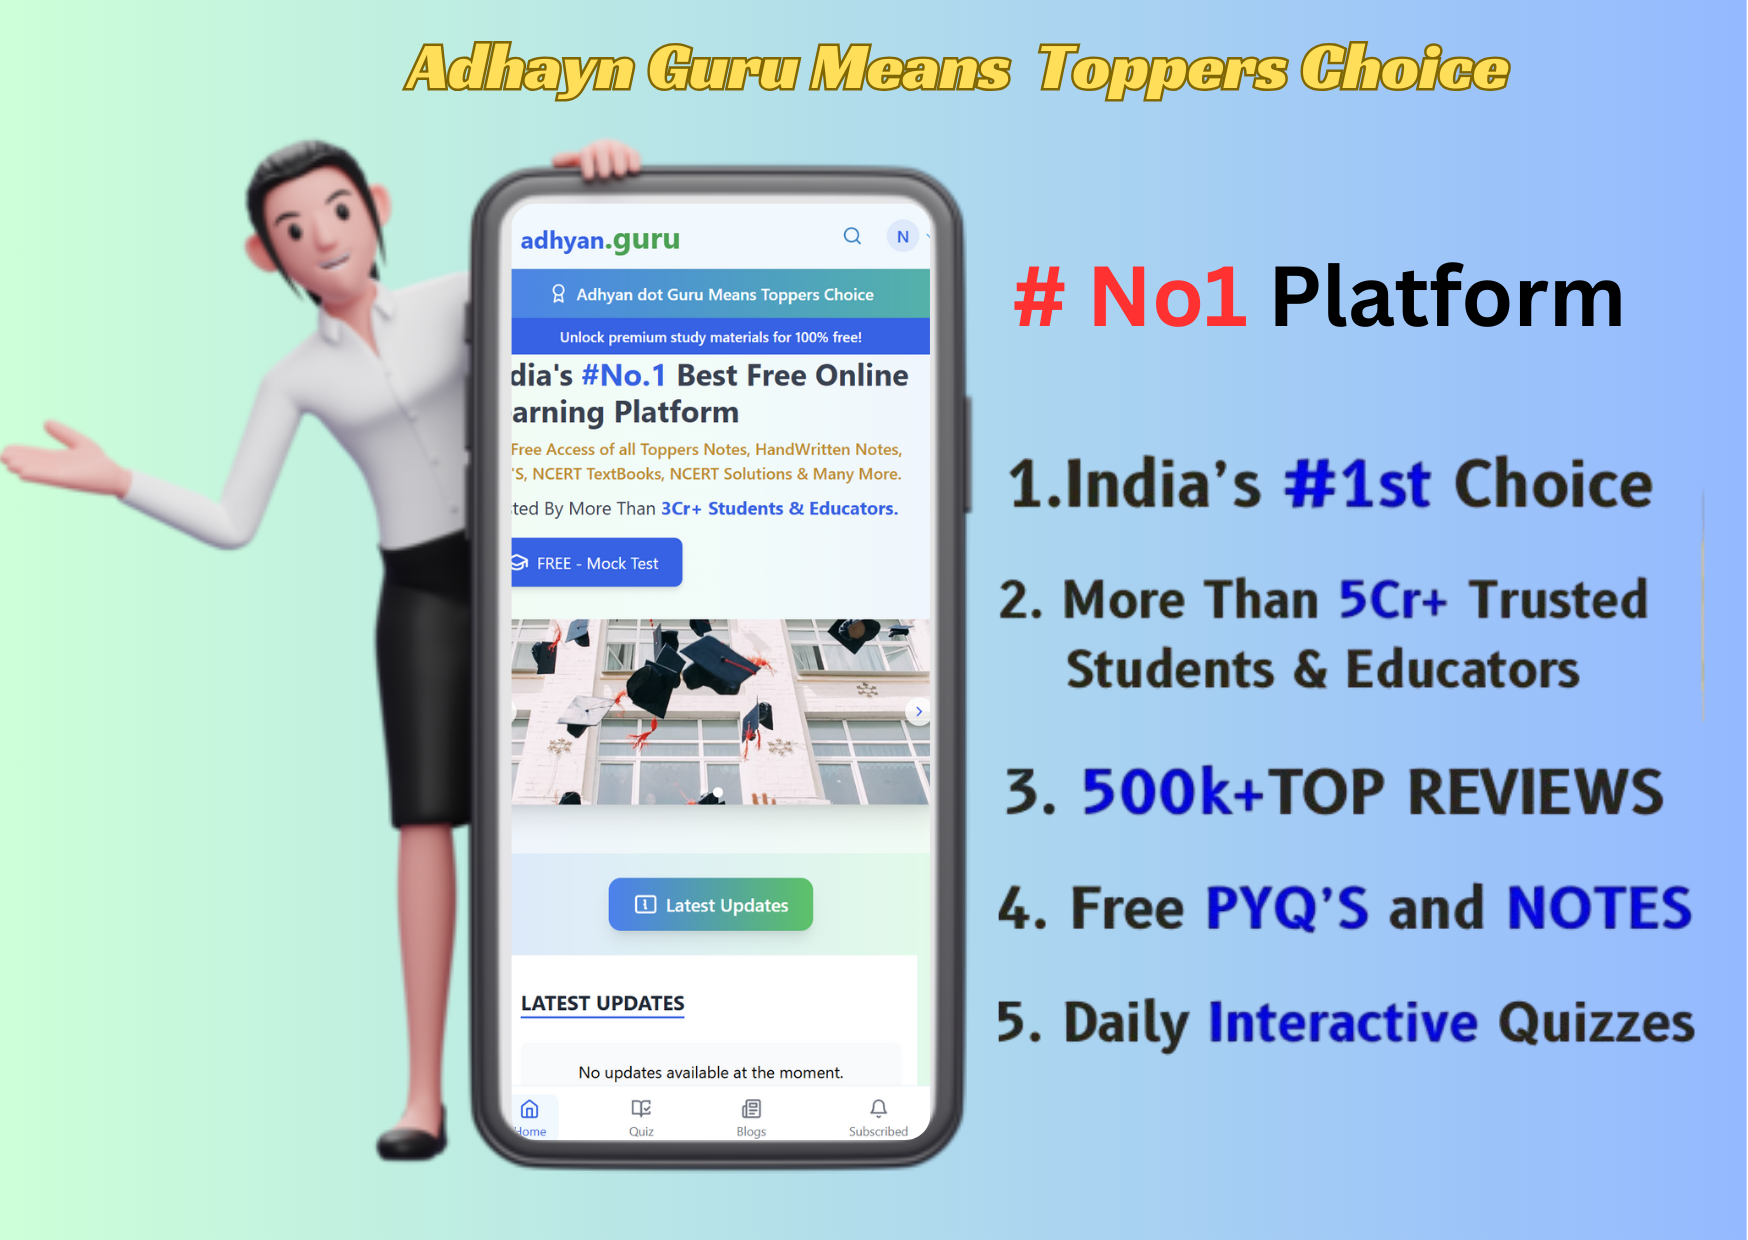 Adhayn Guru Means Toppers Choice
adhyan.guru
N
Adhyan dot Guru Means Toppers Choice
Unlock premium study materials for 100% free!
dia's #No.1 Best Free Online
arning Platform
Free Access of all Toppers Notes, HandWritten Notes,
'S, NCERT TextBooks, NCERT Solutions & Many More.
ted By More Than 3Cr+ Students & Educators.
FREE - Mock Test
Latest Updates
LATEST UPDATES
No updates available at the moment.
Home
Quiz
Blogs
Subscribed
# No1 Platform
1.India's #1st Choice
2. More Than 5Cr+ Trusted
Students & Educators
3. 500k+TOP REVIEWS
4. Free PYQ'S and NOTES
5. Daily Interactive Quizzes